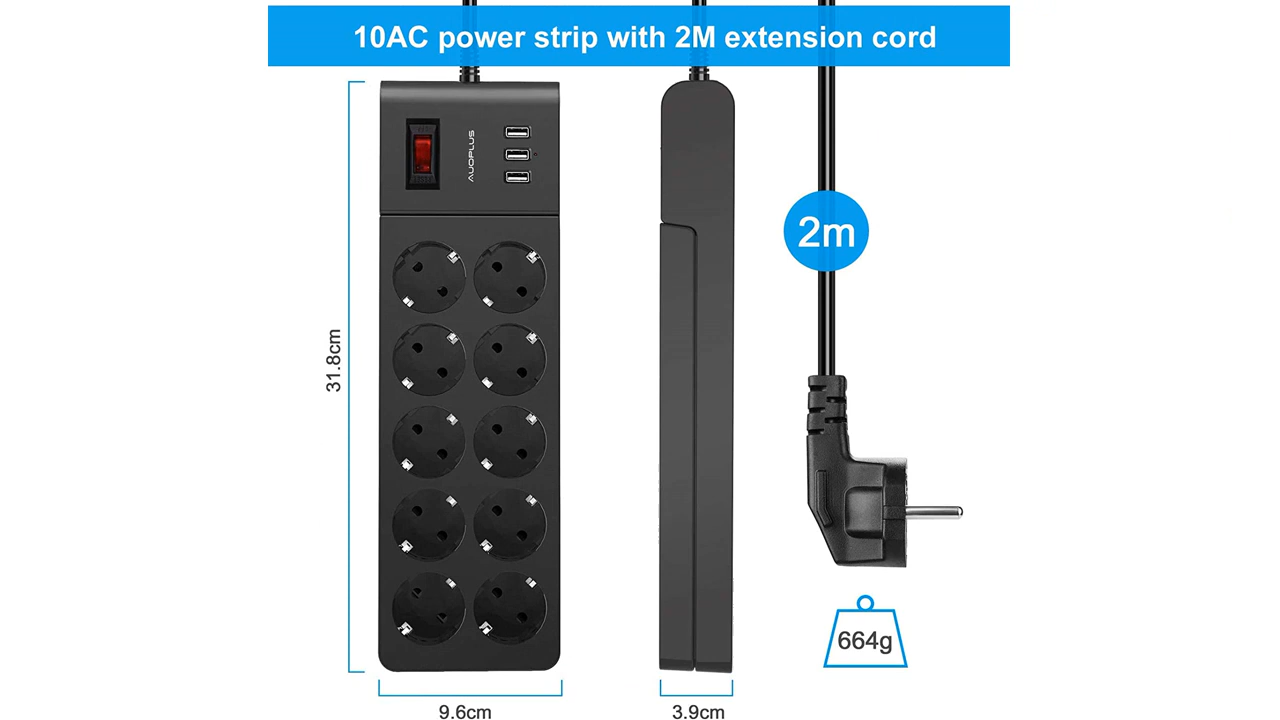 10AC power strip with 2M extension cord
AUOPLUS
31.8cm
2m
664g
9.6cm
3.9cm